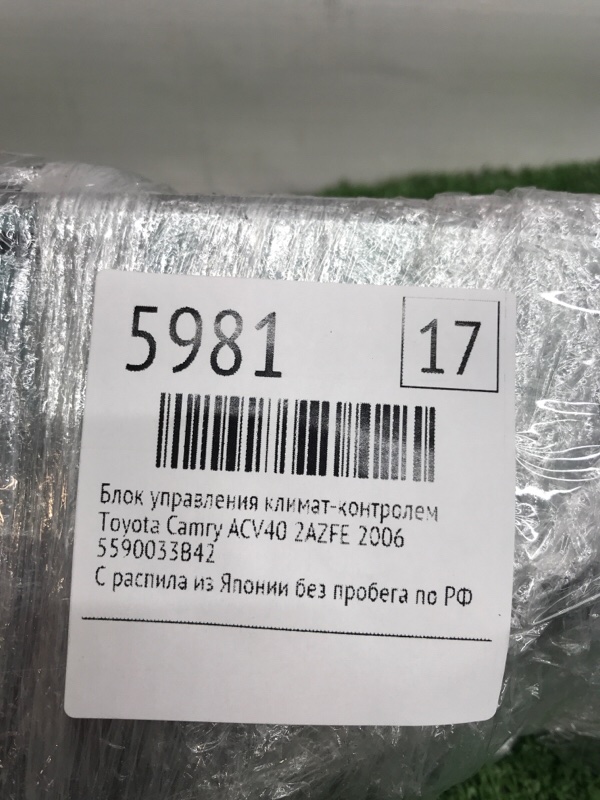 5981
17
Блок управления климат-контролем
Toyota Camry ACV40 2AZFE 2006
5590033B42
С распила из Японии без пробега по РФ